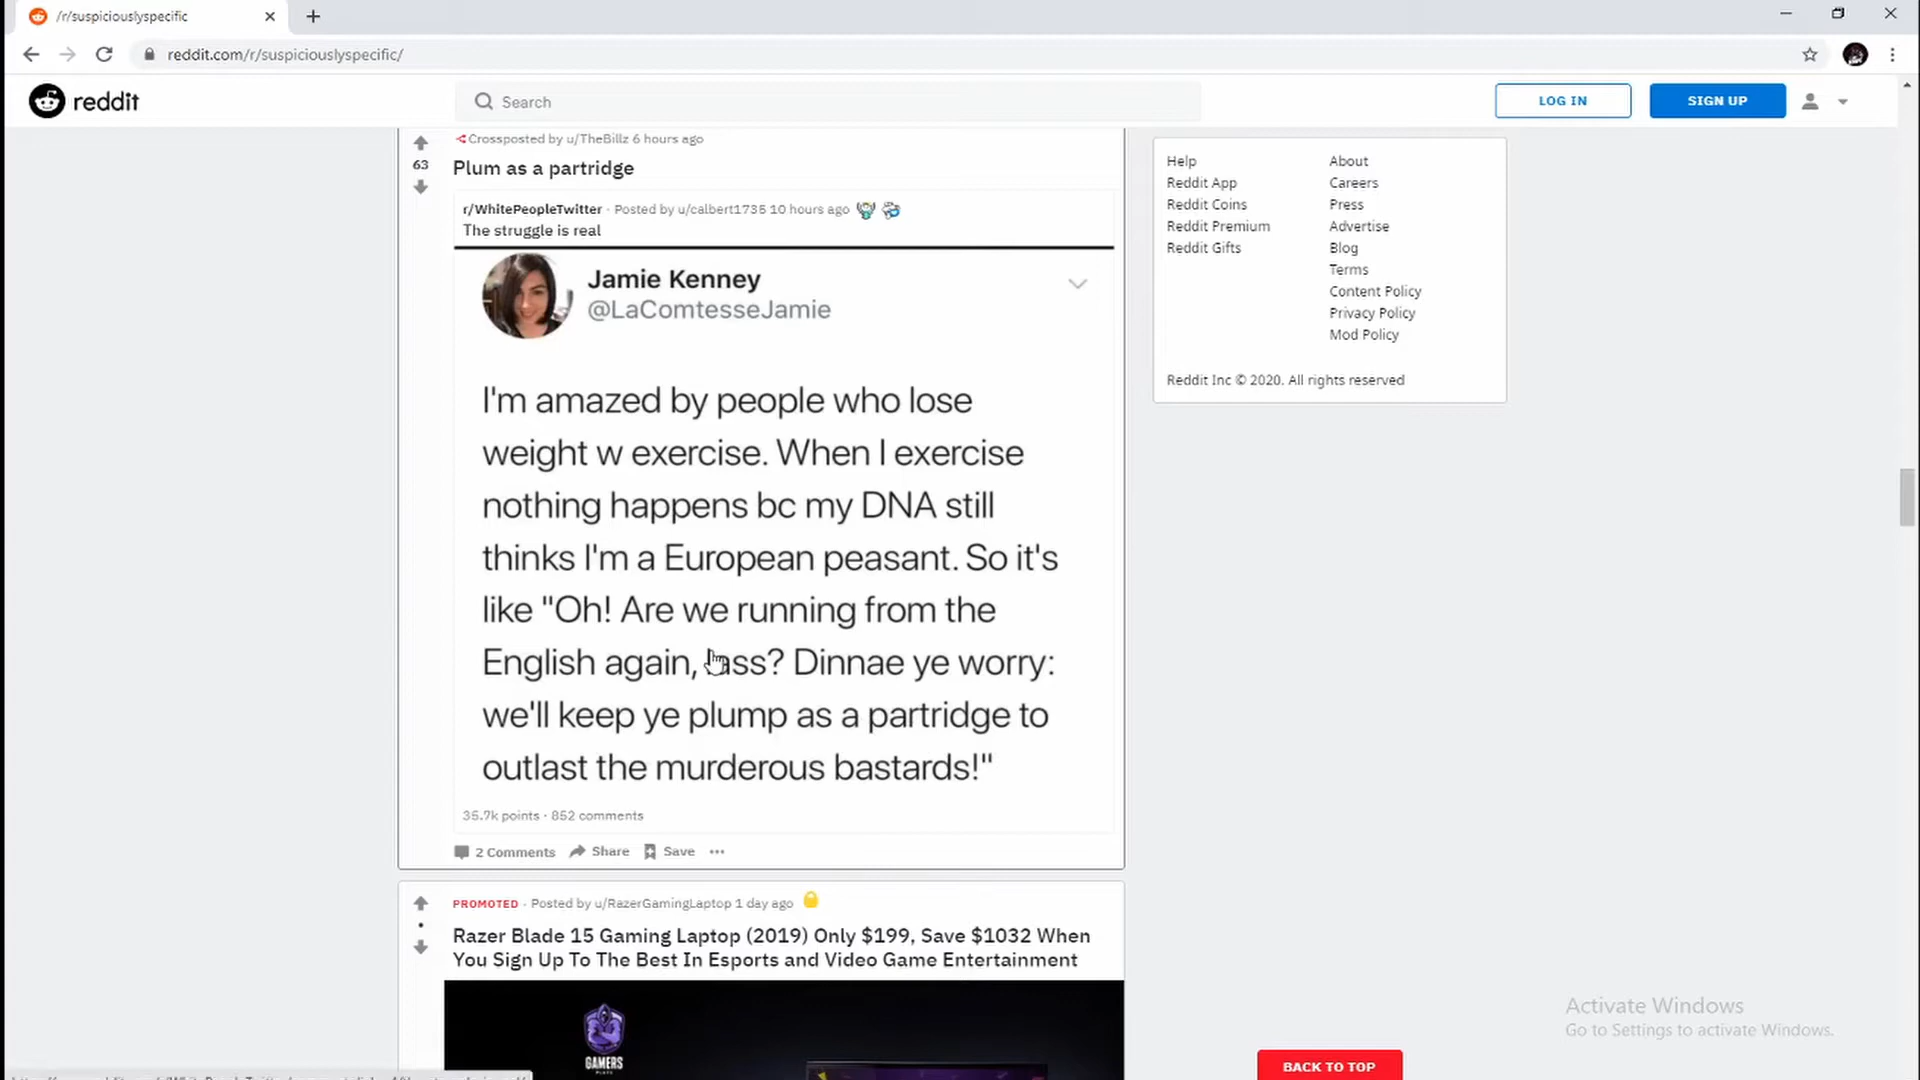 /r/suspiciouslyspecific
reddit.com/r/suspiciouslyspecific/
reddit
Search
LOG IN
SIGN UP
Crossposted by u/TheBillz 6 hours ago
63
Plum as a partridge
r/WhitePeopleTwitter · Posted by u/calbert1735 10 hours ago
The struggle is real
Jamie Kenney
@LaComtesseJamie
I'm amazed by people who lose
weight w exercise. When I exercise
nothing happens bc my DNA still
thinks I'm a European peasant. So it's
like "Oh! Are we running from the
English again, lass? Dinnae ye worry:
we'll keep ye plump as a partridge to
outlast the murderous bastards!"
35.7k points · 852 comments
2 Comments Share Save
PROMOTED · Posted by u/RazerGamingLaptop 1 day ago
Razer Blade 15 Gaming Laptop (2019) Only $199, Save $1032 When
You Sign Up To The Best In Esports and Video Game Entertainment
GAMERS
Help About
Reddit App Careers
Reddit Coins Press
Reddit Premium Advertise
Reddit Gifts Blog
Terms
Content Policy
Privacy Policy
Mod Policy
Reddit Inc © 2020. All rights reserved
Activate Windows
Go to Settings to activate Windows.
BACK TO TOP